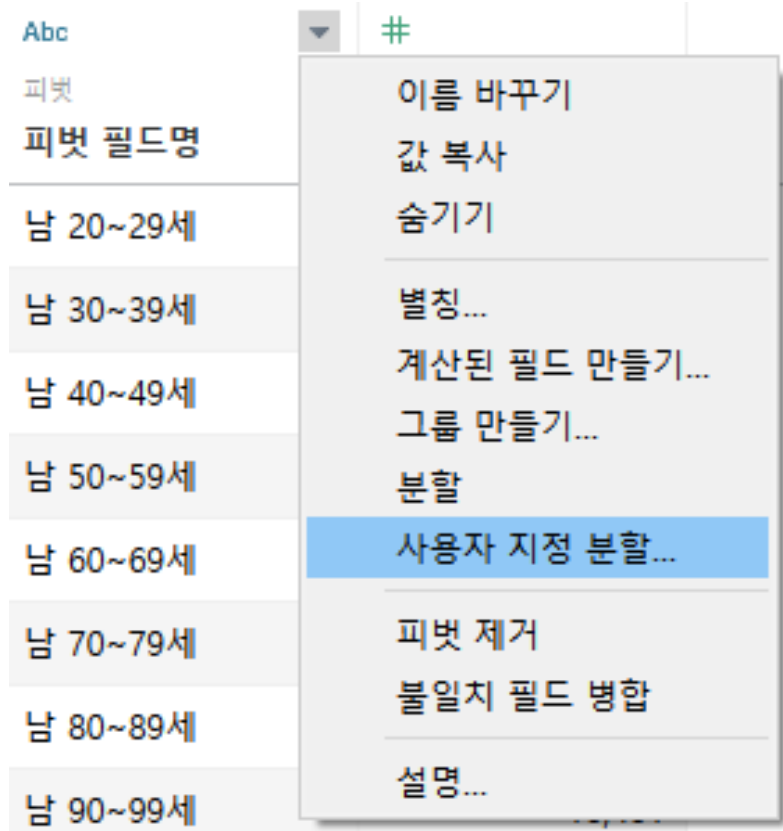 Abc
#
피벗
피벗 필드명
남 20~29세
남 30~39세
남 40~49세
남 50~59세
남 60~69세
남 70~79세
남 80~89세
남 90~99세
이름 바꾸기
값 복사
숨기기
별칭...
계산된 필드 만들기...
그룹 만들기...
분할
사용자 지정 분할...
피벗 제거
불일치 필드 병합
설명...